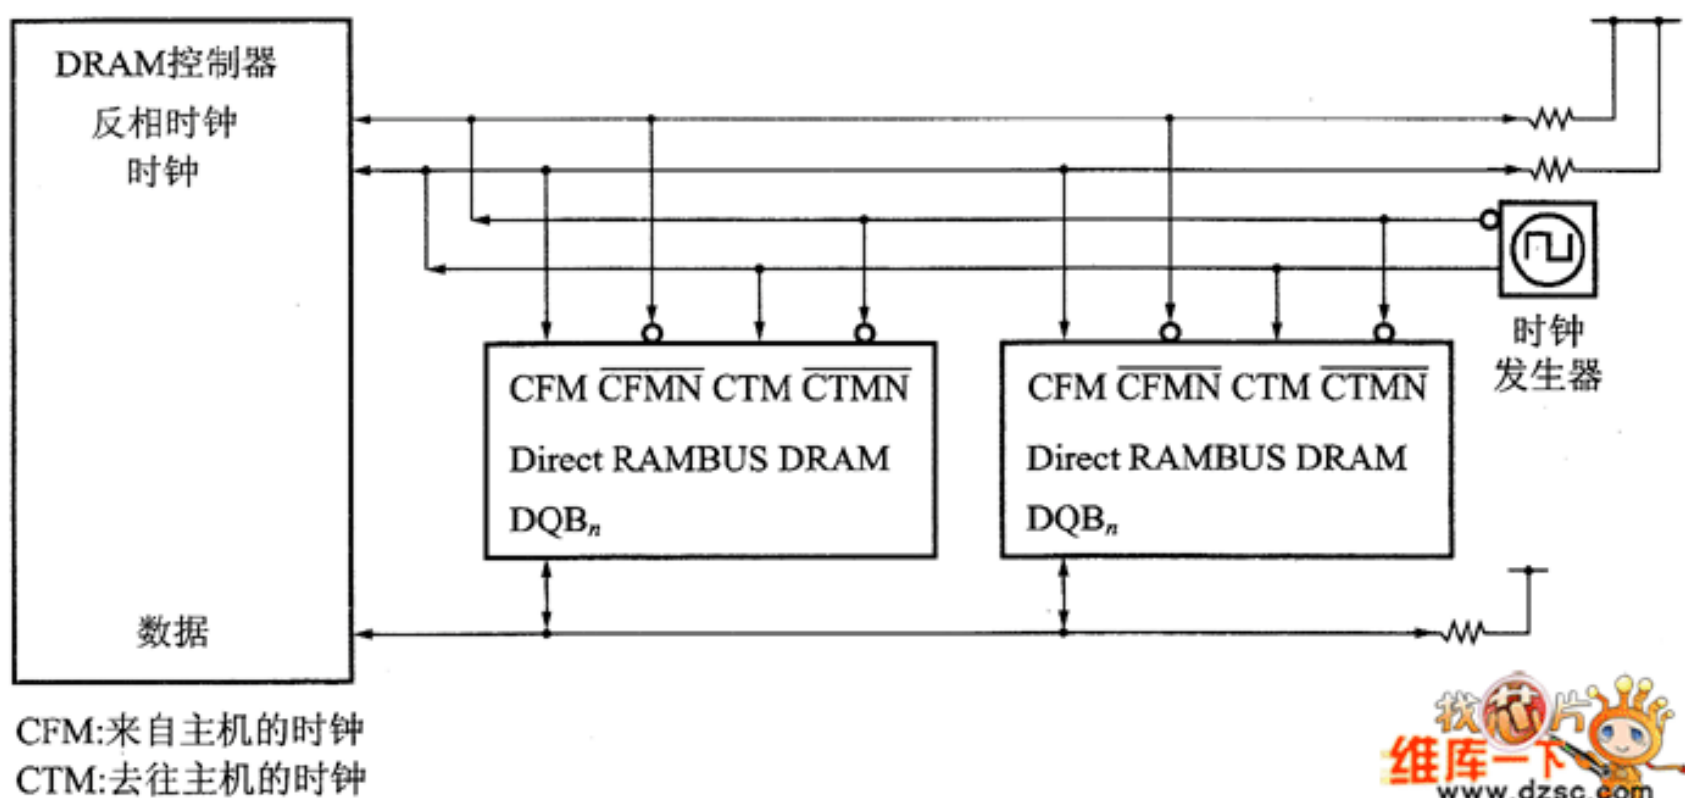 DRAM控制器
反相时钟
时钟
时钟
发生器
CFM CFMN CTM CTMN
Direct RAMBUS DRAM
DQBn
CFM CFMN CTM CTMN
Direct RAMBUS DRAM
DQBn
数据
CFM:来自主机的时钟
CTM:去往主机的时钟
找芯片
维库一下
www.dzsc.com